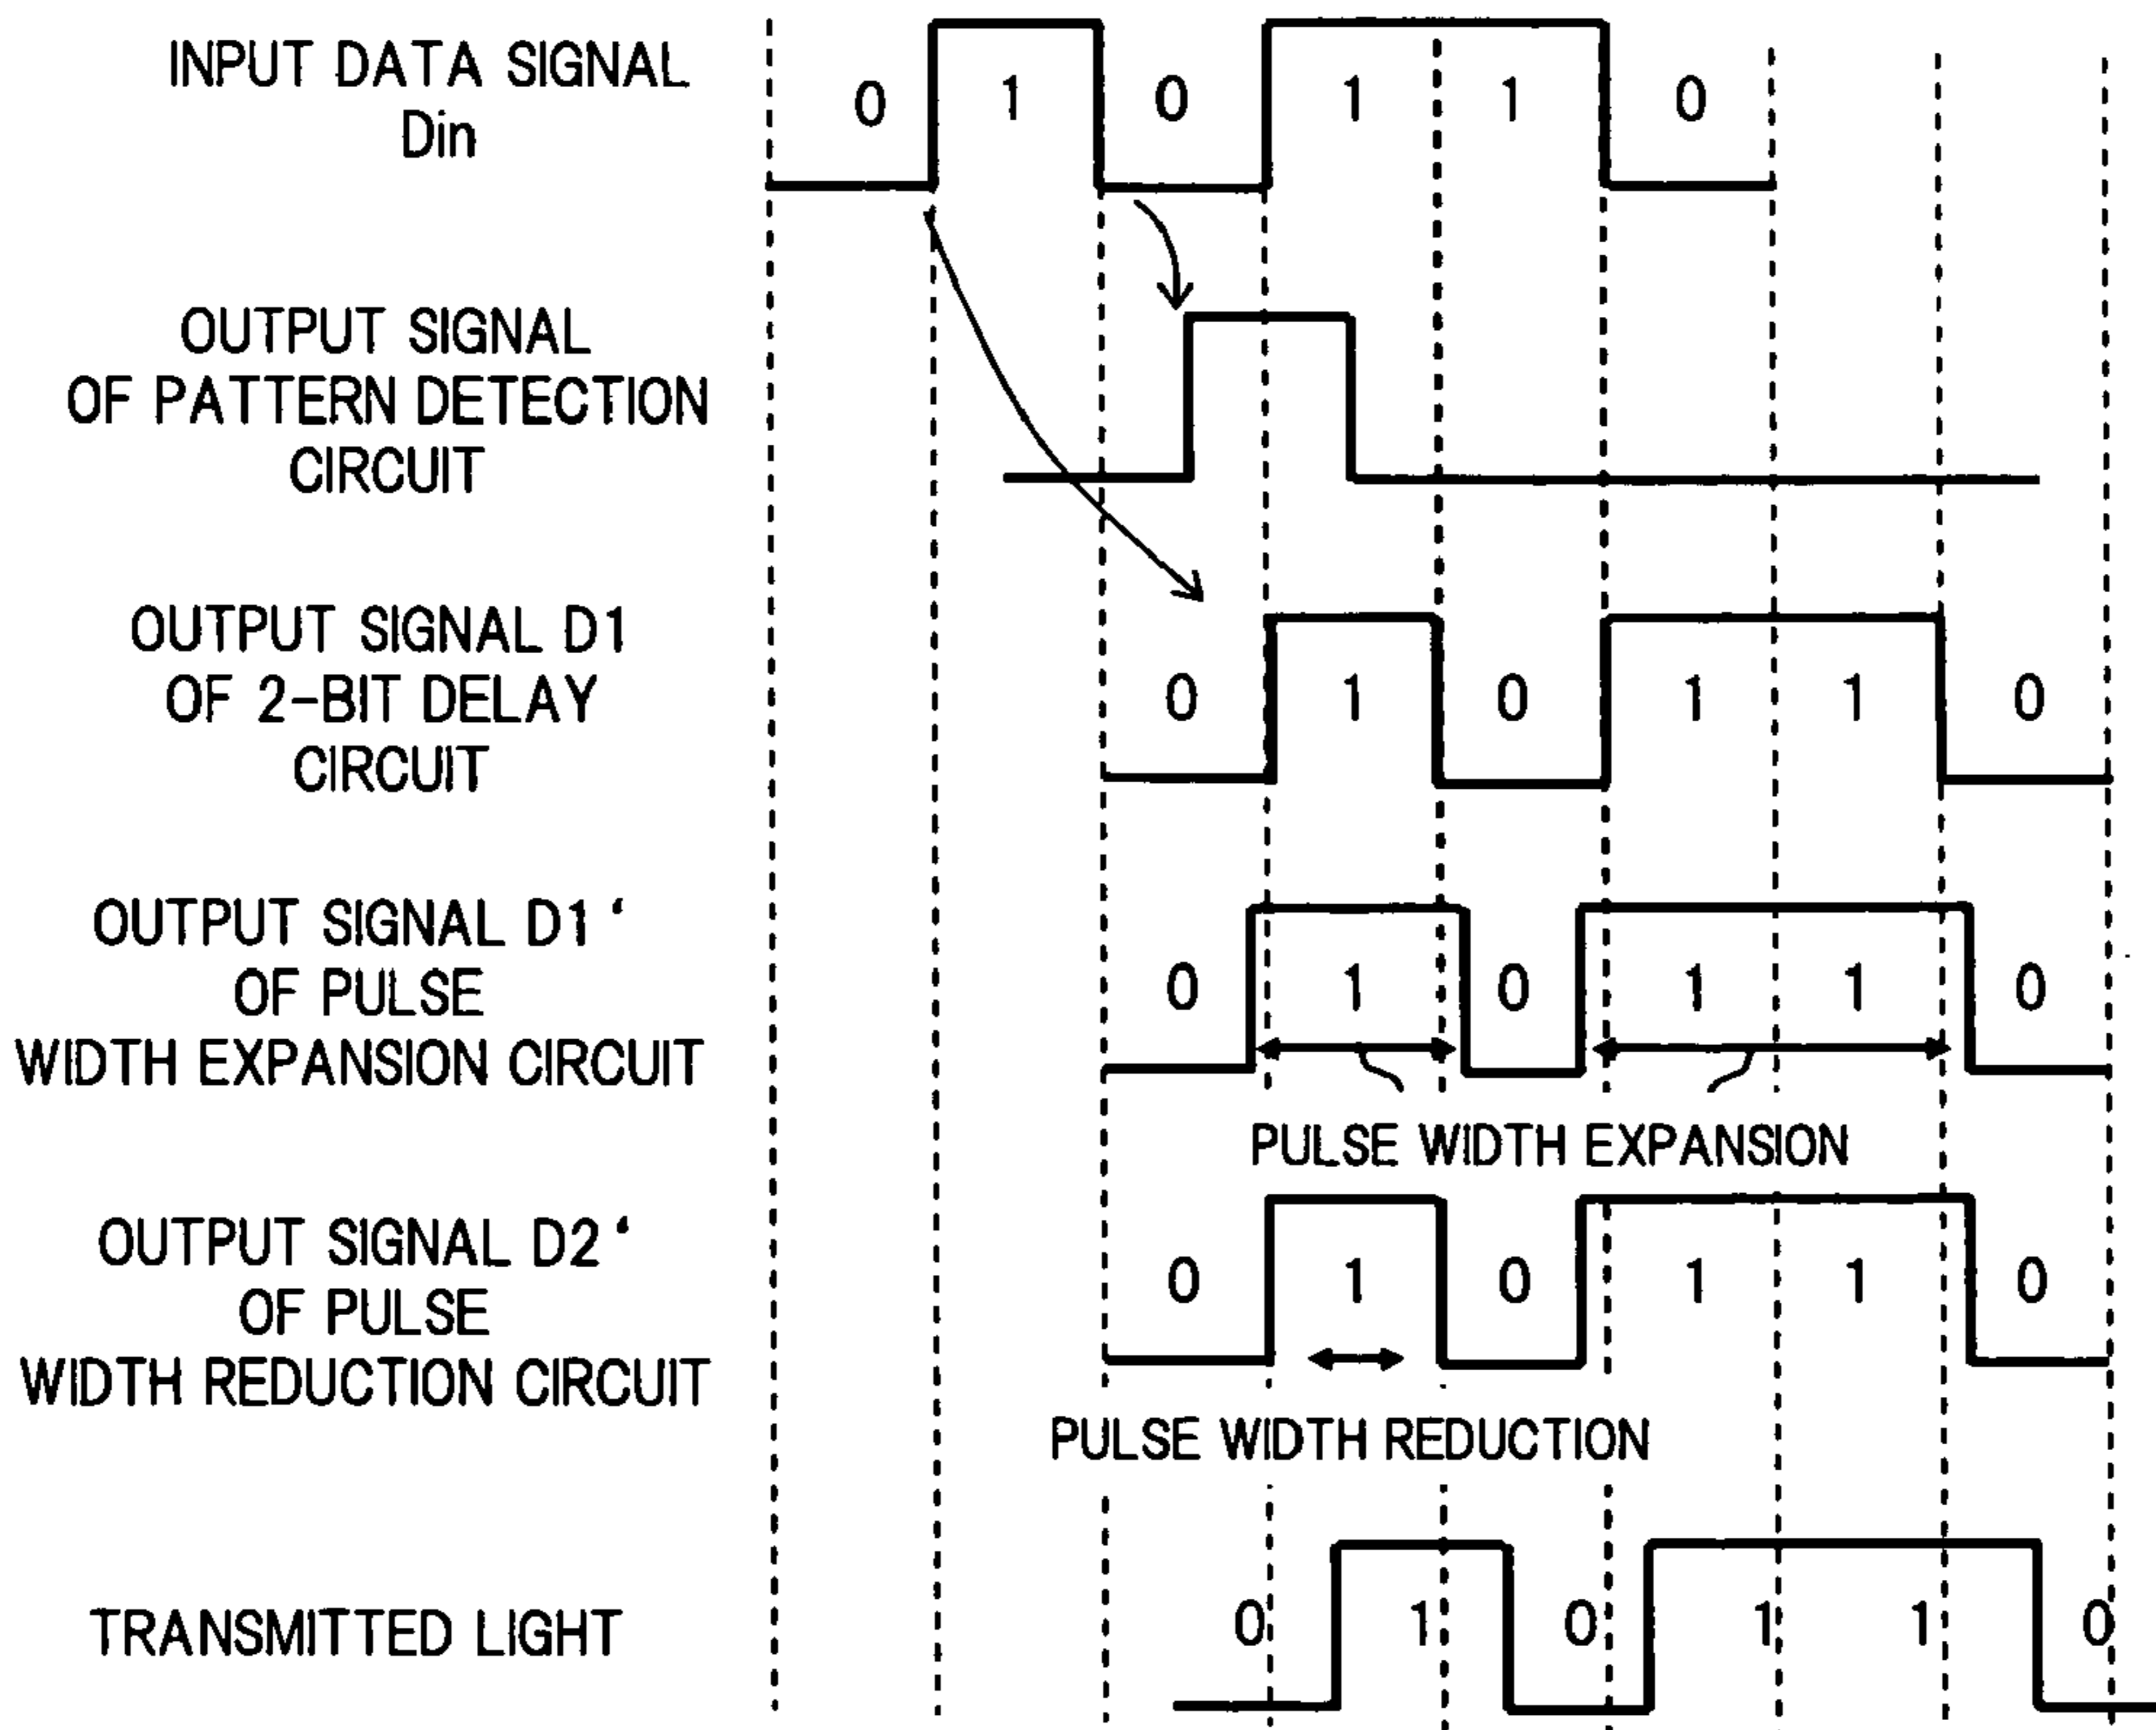 INPUT DATA SIGNAL
Din
0 1 0 1 1 0
OUTPUT SIGNAL
OF PATTERN DETECTION
CIRCUIT
OUTPUT SIGNAL D1
OF 2-BIT DELAY
CIRCUIT
0 1 0 1 1 0
OUTPUT SIGNAL D1 ‘
OF PULSE
WIDTH EXPANSION CIRCUIT
0 1 0 1 1 0
PULSE WIDTH EXPANSION
OUTPUT SIGNAL D2 ‘
OF PULSE
WIDTH REDUCTION CIRCUIT
0 1 0 1 1 0
PULSE WIDTH REDUCTION
TRANSMITTED LIGHT
0 1 0 1 1 0